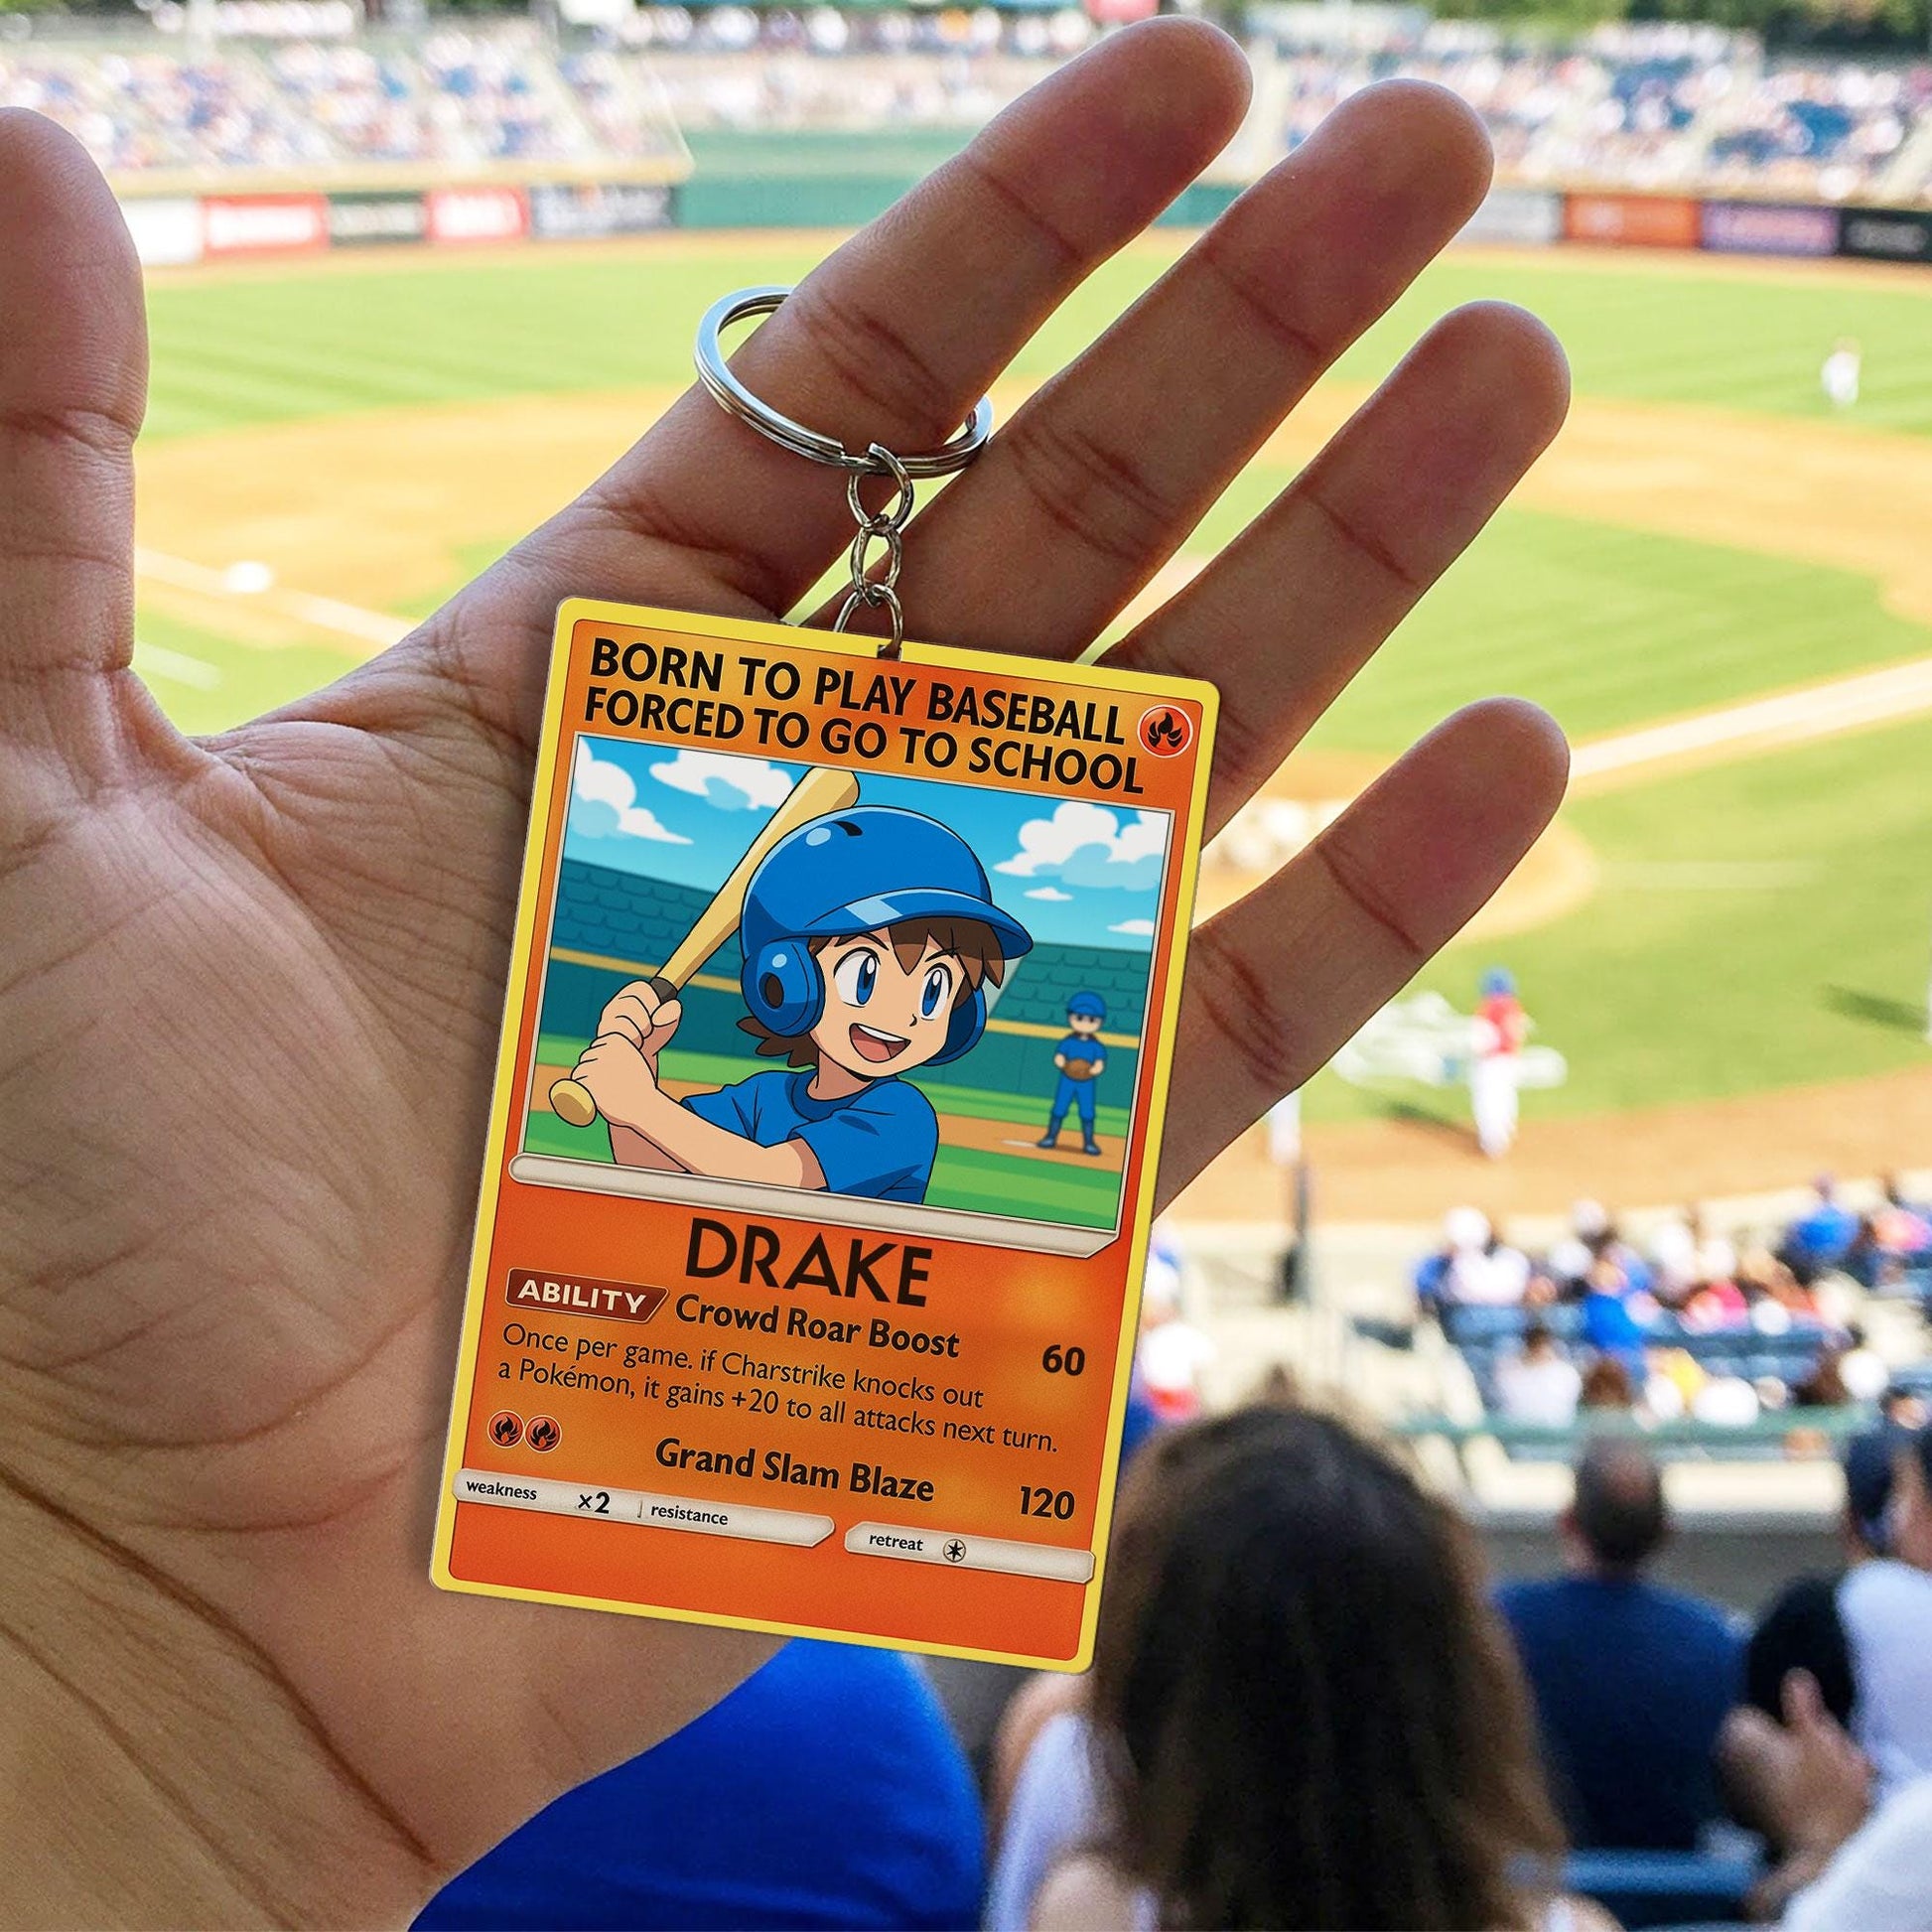 BORN TO PLAY BASEBALL
FORCED TO GO TO SCHOOL
DRAKE
ABILITY Crowd Roar Boost 60
Once per game. if Charstrike knocks out
a Pokémon, it gains +20 to all attacks next turn.
Grand Slam Blaze 120
weakness ×2 resistance
retreat